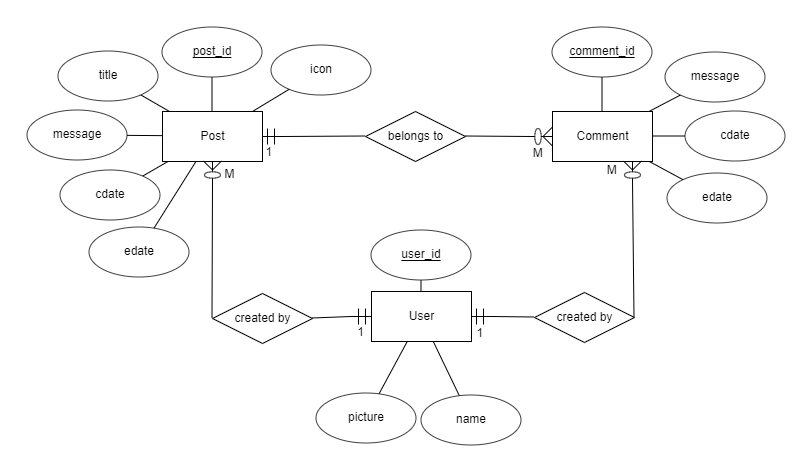 post_id
comment_id
title
icon
message
message
Post
belongs to
Comment
cdate
1
M
M
M
cdate
edate
edate
user_id
created by
User
created by
1
1
picture
name